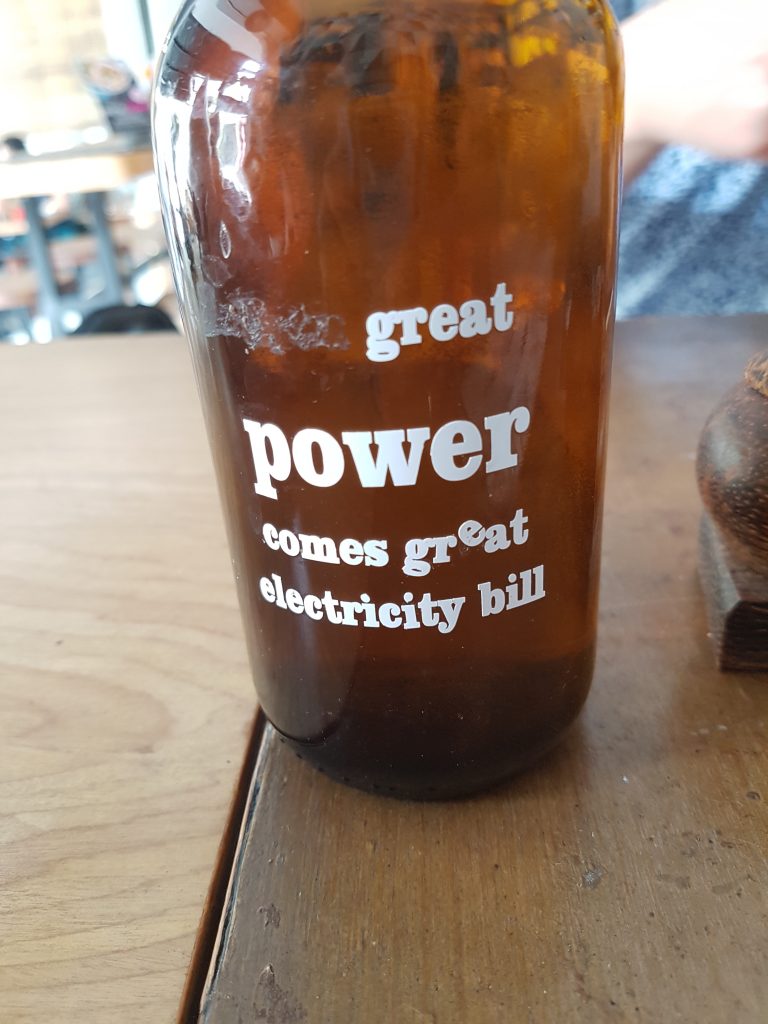 great
power
comes great
electricity bill